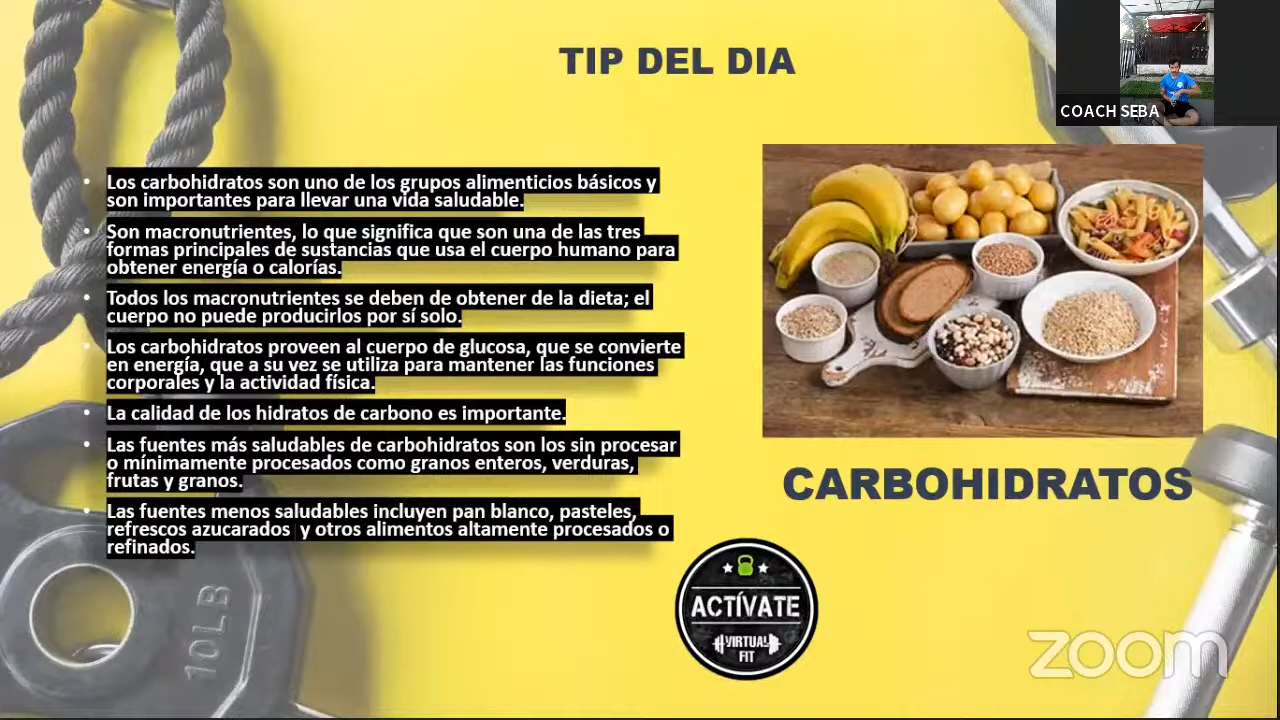 TIP DEL DIA
COACH SEBA
• Los carbohidratos son uno de los grupos alimenticios básicos y
son importantes para llevar una vida saludable.
• Son macronutrientes, lo que significa que son una de las tres
formas principales de sustancias que usa el cuerpo humano para
obtener energía o calorías.
• Todos los macronutrientes se deben de obtener de la dieta; el
cuerpo no puede producirlos por sí solo.
• Los carbohidratos proveen al cuerpo de glucosa, que se convierte
en energía, que a su vez se utiliza para mantener las funciones
corporales y la actividad física.
• La calidad de los hidratos de carbono es importante.
• Las fuentes más saludables de carbohidratos son los sin procesar
o mínimamente procesados como granos enteros, verduras,
frutas y granos.
• Las fuentes menos saludables incluyen pan blanco, pasteles,
refrescos azucarados y otros alimentos altamente procesados o
refinados.
CARBOHIDRATOS
ACTÍVATE
VIRTUAL
FIT
10LB
zoom